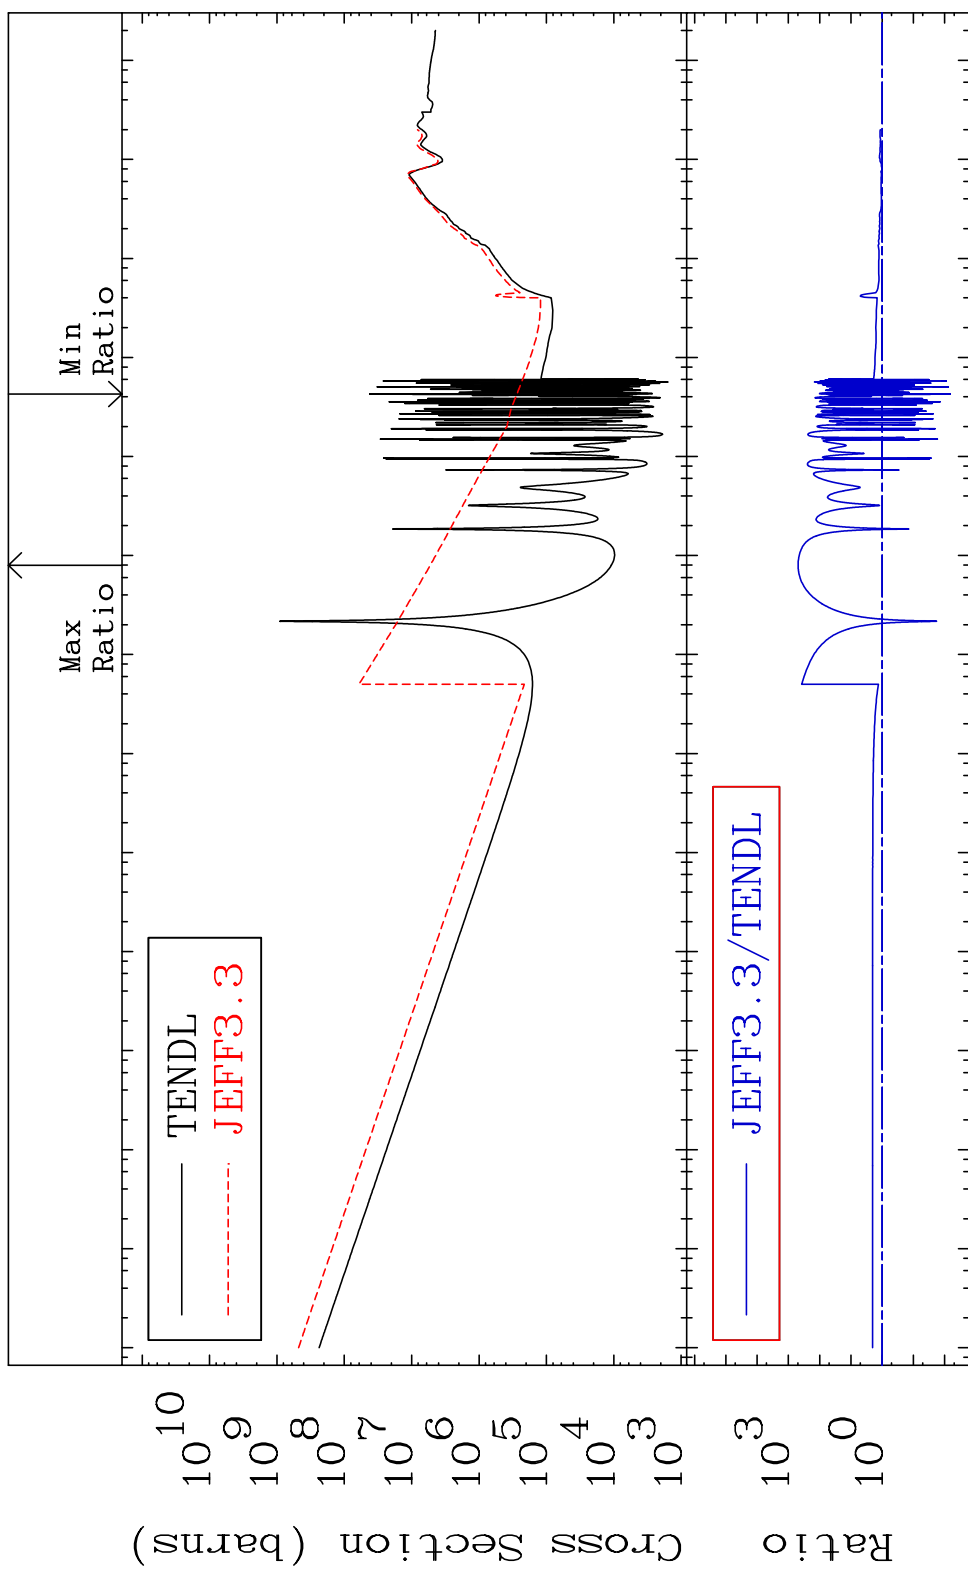 Max
Ratio
Min
Ratio
TENDL
JEFF3.3
10^10
10^9
10^8
10^7
10^6
10^5
10^4
10^3
Cross Section (barns)
JEFF3.3/TENDL
10^3
10^0
Ratio